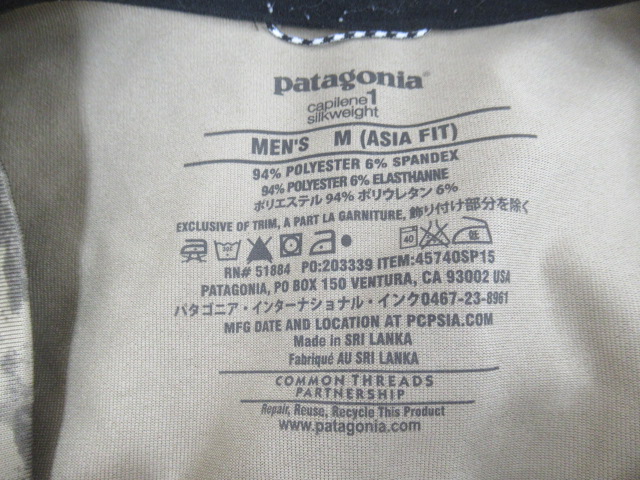 patagonia®
capilene 1
silkweight
MEN'S M (ASIA FIT)
94% POLYESTER 6% SPANDEX
94% POLYESTER 6% ELASTHANNE
ポリエステル 94% ポリウレタン 6%
EXCLUSIVE OF TRIM, A PART LA GARNITURE, 飾り付け部分を除く
40 低
RN# 51884 PO:203339 ITEM:45740SP15
PATAGONIA, PO BOX 150 VENTURA, CA 93002 USA
パタゴニア・インターナショナル・インク0467-23-8961
MFG DATE AND LOCATION AT PCPSIA.COM
Made in SRI LANKA
Fabriqué AU SRI LANKA
COMMON THREADS
PARTNERSHIP
Repair, Reuse, Recycle This Product
www.patagonia.com